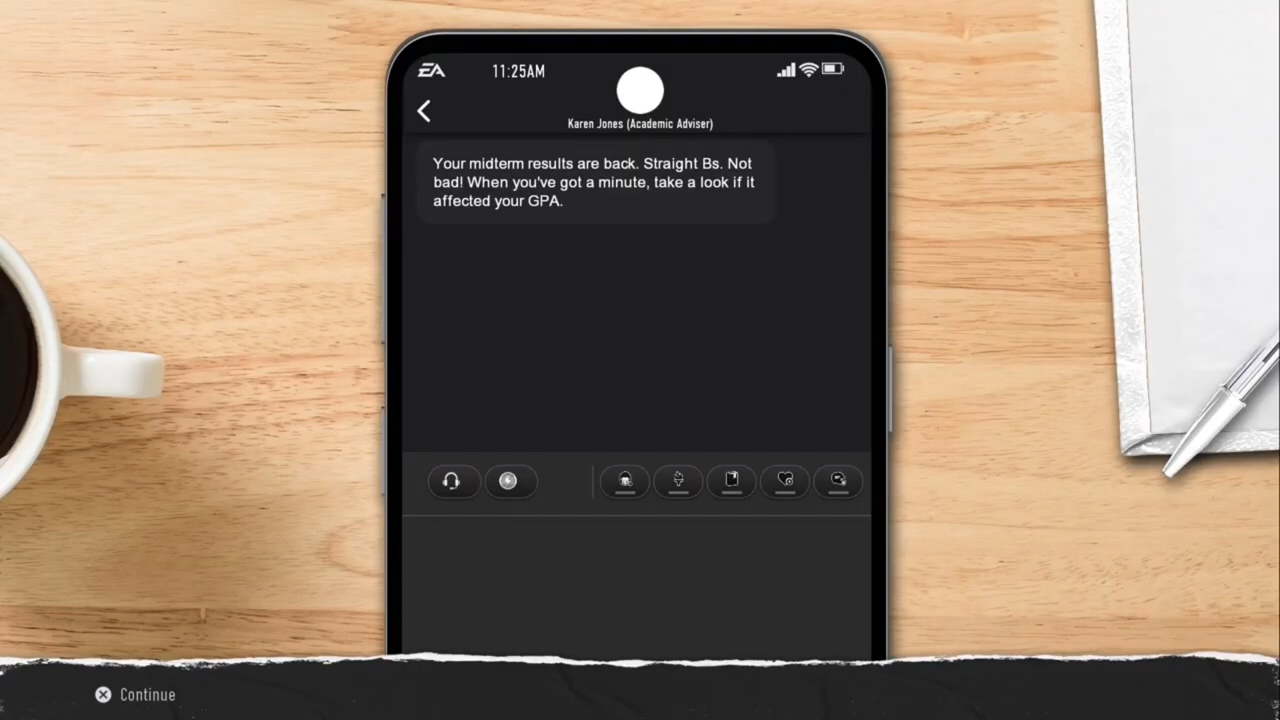 EA
11:25AM
Karen Jones (Academic Adviser)
Your midterm results are back. Straight Bs. Not
bad! When you've got a minute, take a look if it
affected your GPA.
Continue